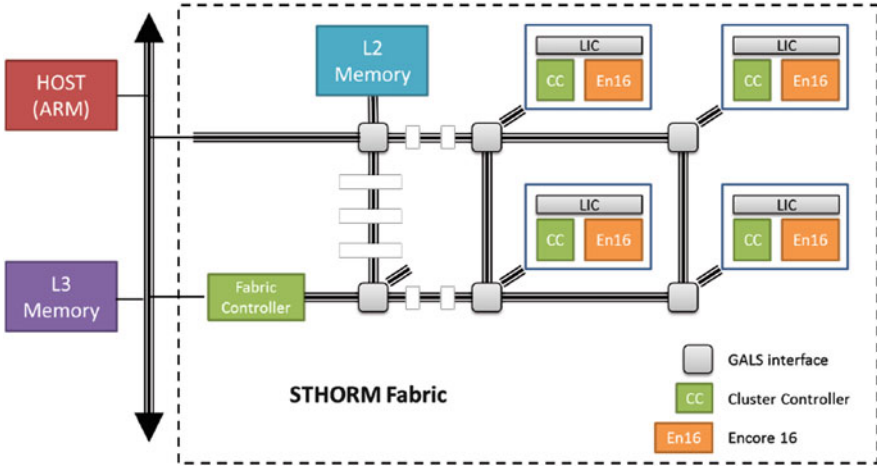 HOST
(ARM)
L3
Memory
L2
Memory
LIC
CC
En16
LIC
CC
En16
LIC
CC
En16
LIC
CC
En16
Fabric
Controller
STHORM Fabric
GALS interface
CC
Cluster Controller
En16
Encore 16